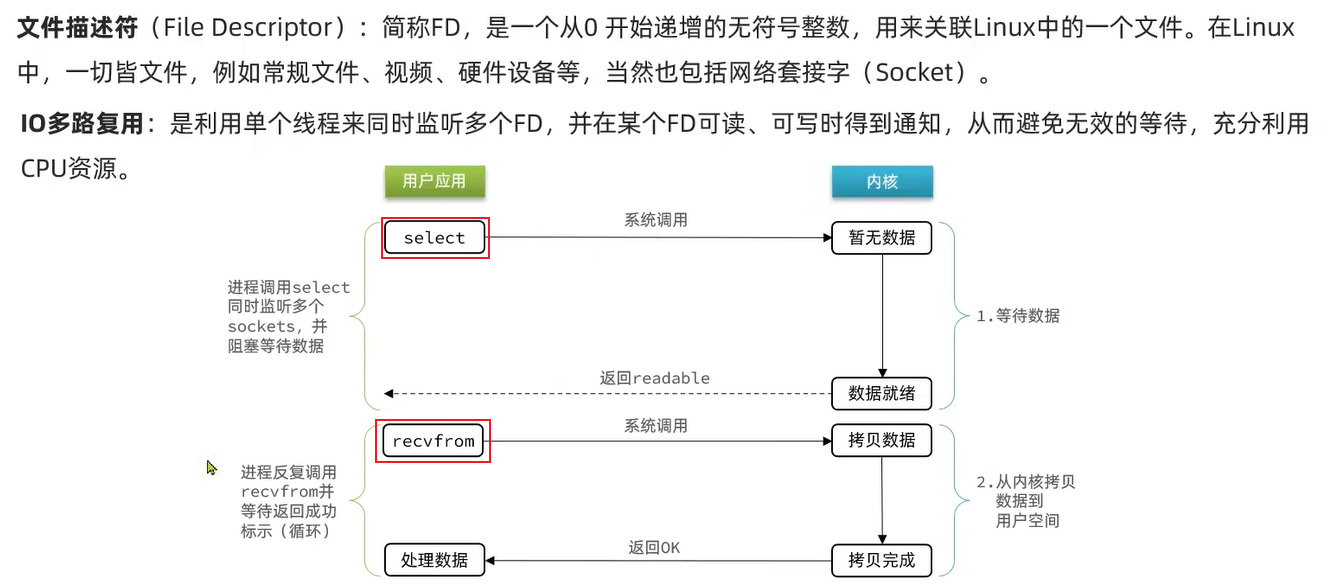 文件描述符（File Descriptor）：简称FD，是一个从0 开始递增的无符号整数，用来关联Linux中的一个文件。在Linux
中，一切皆文件，例如常规文件、视频、硬件设备等，当然也包括网络套接字（Socket）。
IO多路复用：是利用单个线程来同时监听多个FD，并在某个FD可读、可写时得到通知，从而避免无效的等待，充分利用
CPU资源。
用户应用
内核
select
系统调用
暂无数据
进程调用select
同时监听多个
sockets，并
阻塞等待数据
1.等待数据
返回readable
数据就绪
recvfrom
系统调用
拷贝数据
进程反复调用
recvfrom并
等待返回成功
标示（循环）
2.从内核拷贝
数据到
用户空间
处理数据
返回OK
拷贝完成